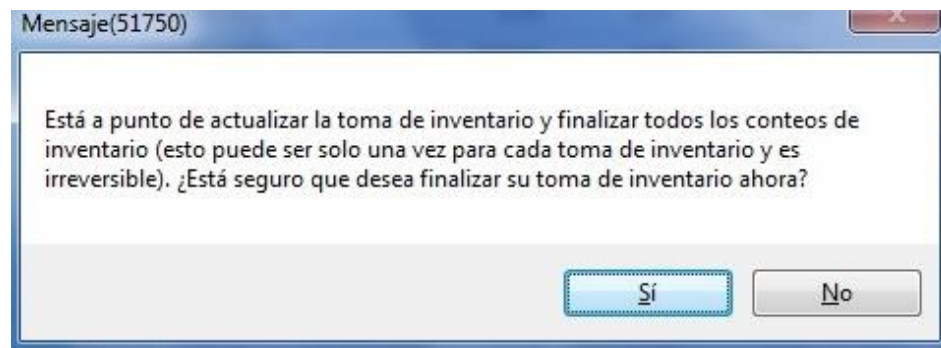 Mensaje(51750)
Está a punto de actualizar la toma de inventario y finalizar todos los conteos de
inventario (esto puede ser solo una vez para cada toma de inventario y es
irreversible). ¿Está seguro que desea finalizar su toma de inventario ahora?
Sí
No